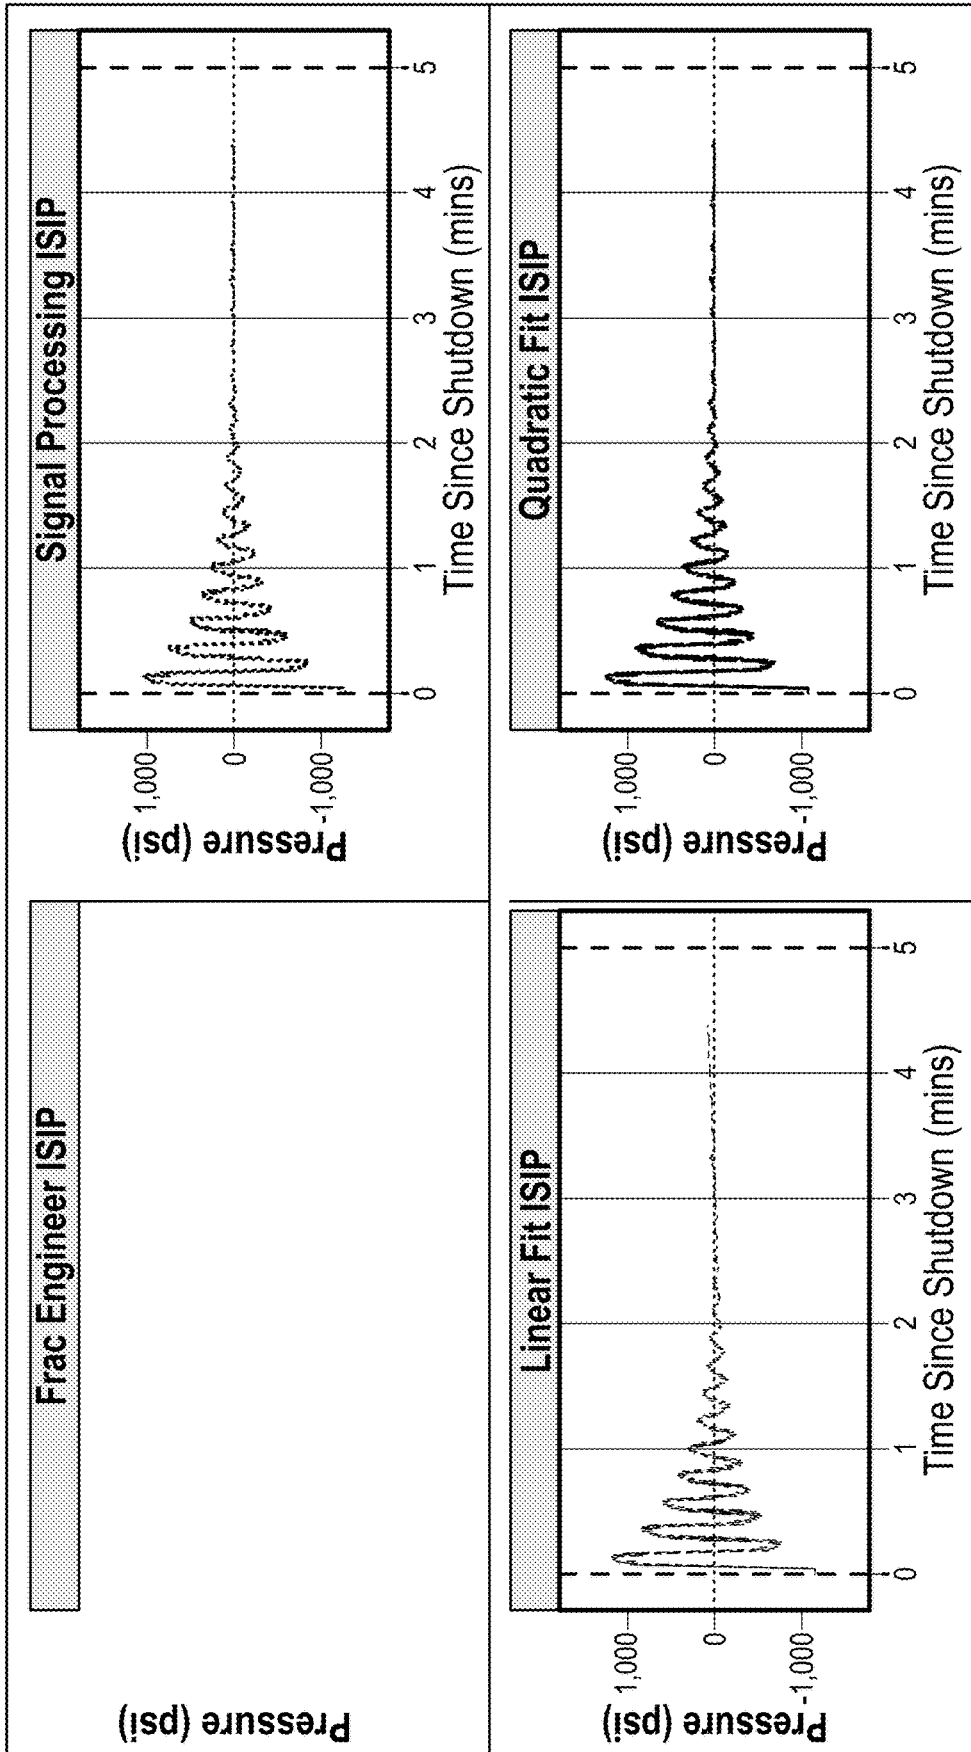 Frac Engineer ISIP
Pressure (psi)
Signal Processing ISIP
Pressure (psi)
1,000
0
-1,000
0
1
2
3
4
5
Time Since Shutdown (mins)
Linear Fit ISIP
Pressure (psi)
1,000
0
-1,000
0
1
2
3
4
5
Time Since Shutdown (mins)
Quadratic Fit ISIP
Pressure (psi)
1,000
0
-1,000
0
1
2
3
4
5
Time Since Shutdown (mins)